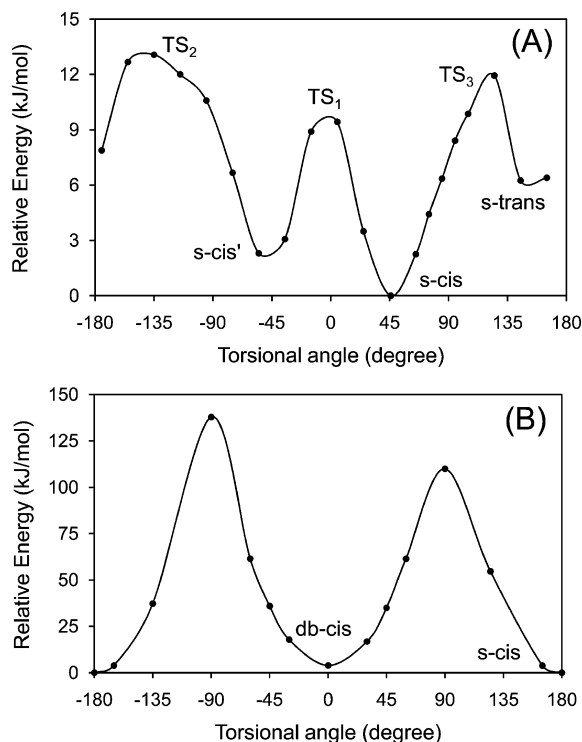 (A)
Relative Energy (kJ/mol)
15
12
9
6
3
0
TS2
TS1
TS3
s-trans
s-cis'
s-cis
-180 -135 -90 -45 0 45 90 135 180
Torsional angle (degree)
(B)
Relative Energy (kJ/mol)
150
125
100
75
50
25
0
db-cis
s-cis
-180 -135 -90 -45 0 45 90 135 180
Torsional angle (degree)